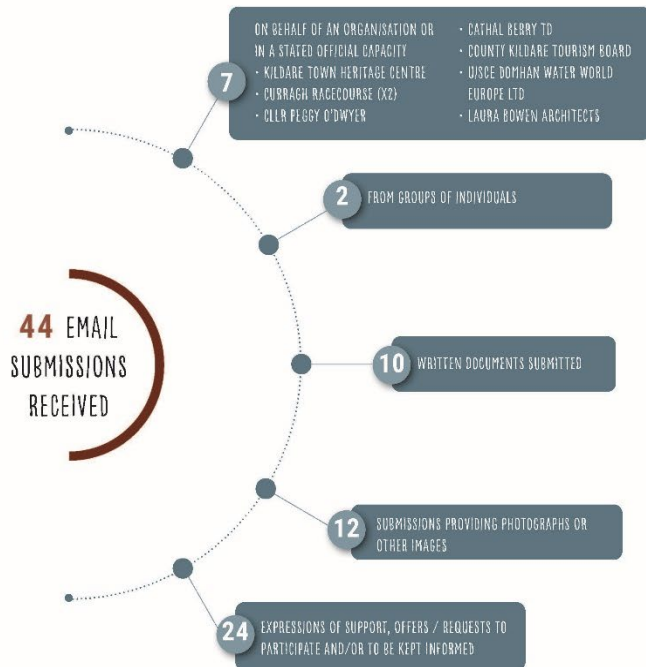 7
ON BEHALF OF AN ORGANISATION OR
IN A STATED OFFICIAL CAPACITY
• KILDARE TOWN HERITAGE CENTRE
• CURRAGH RACECOURSE (X2)
• CLLR PEGGY O'DWYER
• CATHAL BERRY TD
• COUNTY KILDARE TOURISM BOARD
• UISCE DOMHAN WATER WORLD
EUROPE LTD
• LAURA BOWEN ARCHITECTS
2
FROM GROUPS OF INDIVIDUALS
44 EMAIL
SUBMISSIONS
RECEIVED
10
WRITTEN DOCUMENTS SUBMITTED
12
SUBMISSIONS PROVIDING PHOTOGRAPHS OR
OTHER IMAGES
24
EXPRESSIONS OF SUPPORT, OFFERS / REQUESTS TO
PARTICIPATE AND/OR TO BE KEPT INFORMED